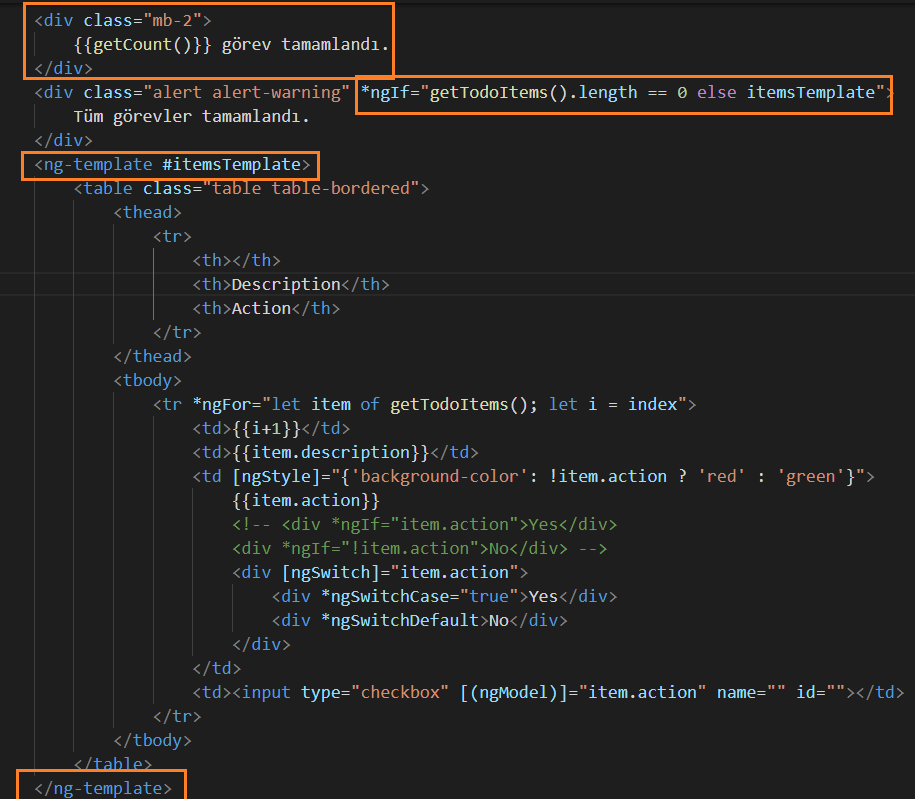 <div class="mb-2">
    {{getCount()}} görev tamamlandı.
</div>
<div class="alert alert-warning" *ngIf="getTodoItems().length == 0 else itemsTemplate">
    Tüm görevler tamamlandı.
</div>
<ng-template #itemsTemplate>
    <table class="table table-bordered">
        <thead>
            <tr>
                <th></th>
                <th>Description</th>
                <th>Action</th>
            </tr>
        </thead>
        <tbody>
            <tr *ngFor="let item of getTodoItems(); let i = index">
                <td>{{i+1}}</td>
                <td>{{item.description}}</td>
                <td [ngStyle]="{'background-color': !item.action ? 'red' : 'green'}">
                    {{item.action}}
                    <!-- <div *ngIf="item.action">Yes</div>
                    <div *ngIf="!item.action">No</div> -->
                    <div [ngSwitch]="item.action">
                        <div *ngSwitchCase="true">Yes</div>
                        <div *ngSwitchDefault>No</div>
                    </div>
                </td>
                <td><input type="checkbox" [(ngModel)]="item.action" name="" id=""></td>
            </tr>
        </tbody>
    </table>
</ng-template>